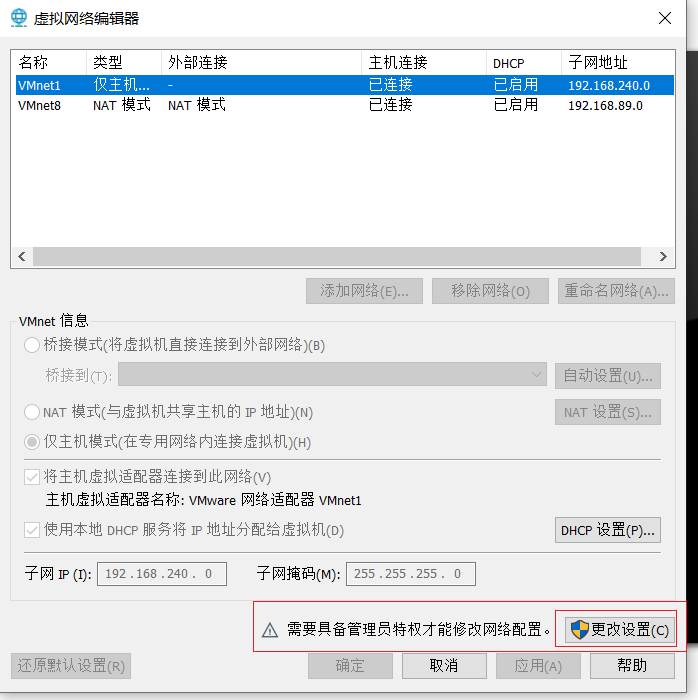 虚拟网络编辑器
名称 类型 外部连接 主机连接 DHCP 子网地址
VMnet1 仅主机... - 已连接 已启用 192.168.240.0
VMnet8 NAT 模式 NAT 模式 已连接 已启用 192.168.89.0
添加网络(E)... 移除网络(O) 重命名网络(A)...
VMnet 信息
桥接模式(将虚拟机直接连接到外部网络)(B)
桥接到(T): 自动设置(U)...
NAT 模式(与虚拟机共享主机的 IP 地址)(N) NAT 设置(S)...
仅主机模式(在专用网络内连接虚拟机)(H)
将主机虚拟适配器连接到此网络(V)
主机虚拟适配器名称: VMware 网络适配器 VMnet1
使用本地 DHCP 服务将 IP 地址分配给虚拟机(D) DHCP 设置(P)...
子网 IP (I): 192 . 168 . 240 . 0 子网掩码(M): 255 . 255 . 255 . 0
需要具备管理员特权才能修改网络配置。 更改设置(C)
还原默认设置(R) 确定 取消 应用(A) 帮助